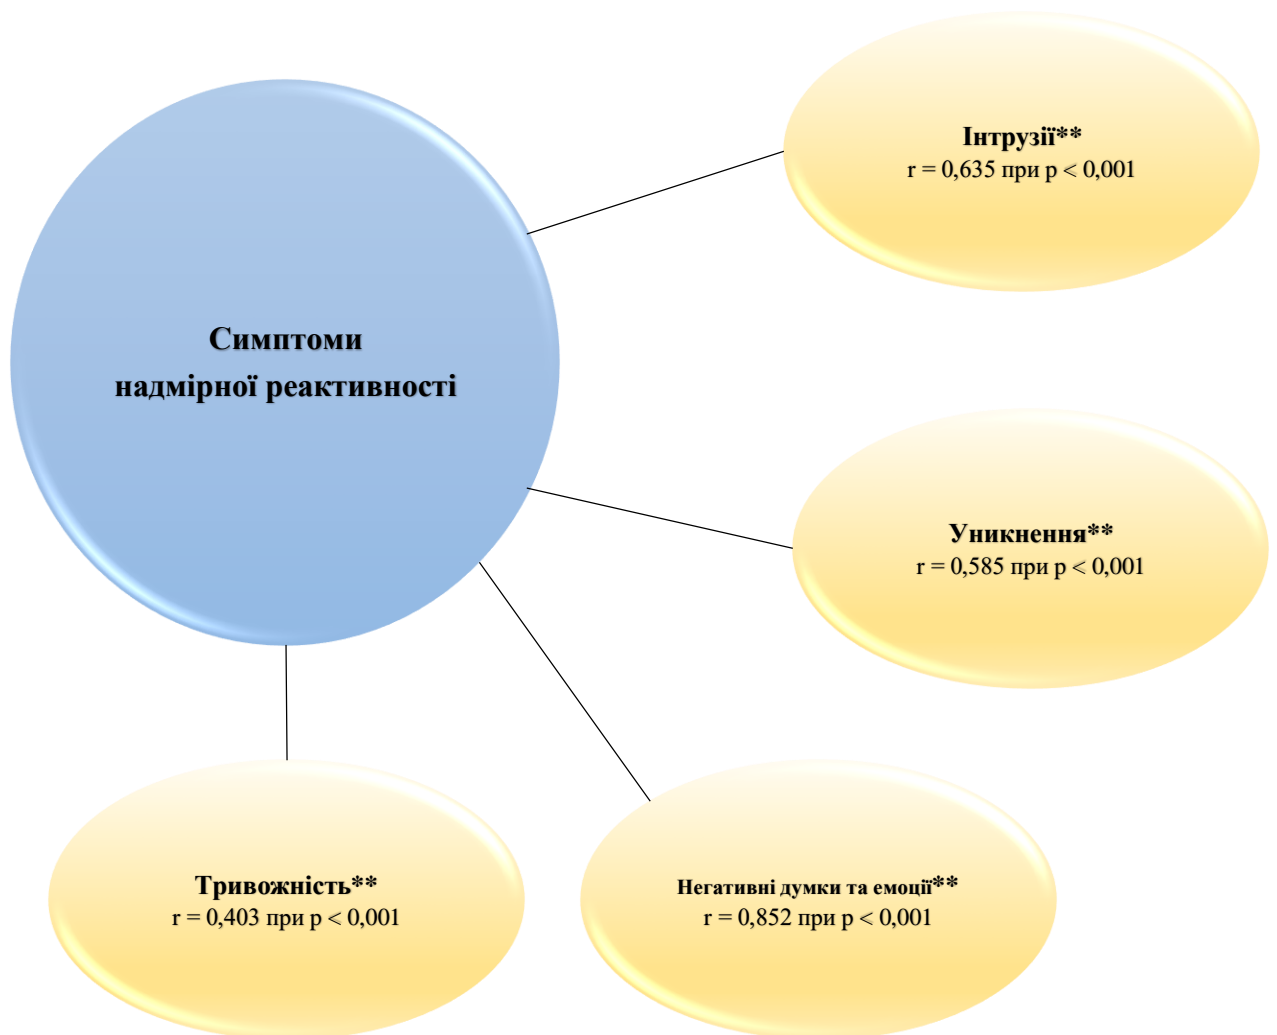 Інтрузії**
r = 0,635 при p < 0,001
Симптоми
надмірної реактивності
Уникнення**
r = 0,585 при p < 0,001
Тривожність**
r = 0,403 при p < 0,001
Негативні думки та емоції**
r = 0,852 при p < 0,001